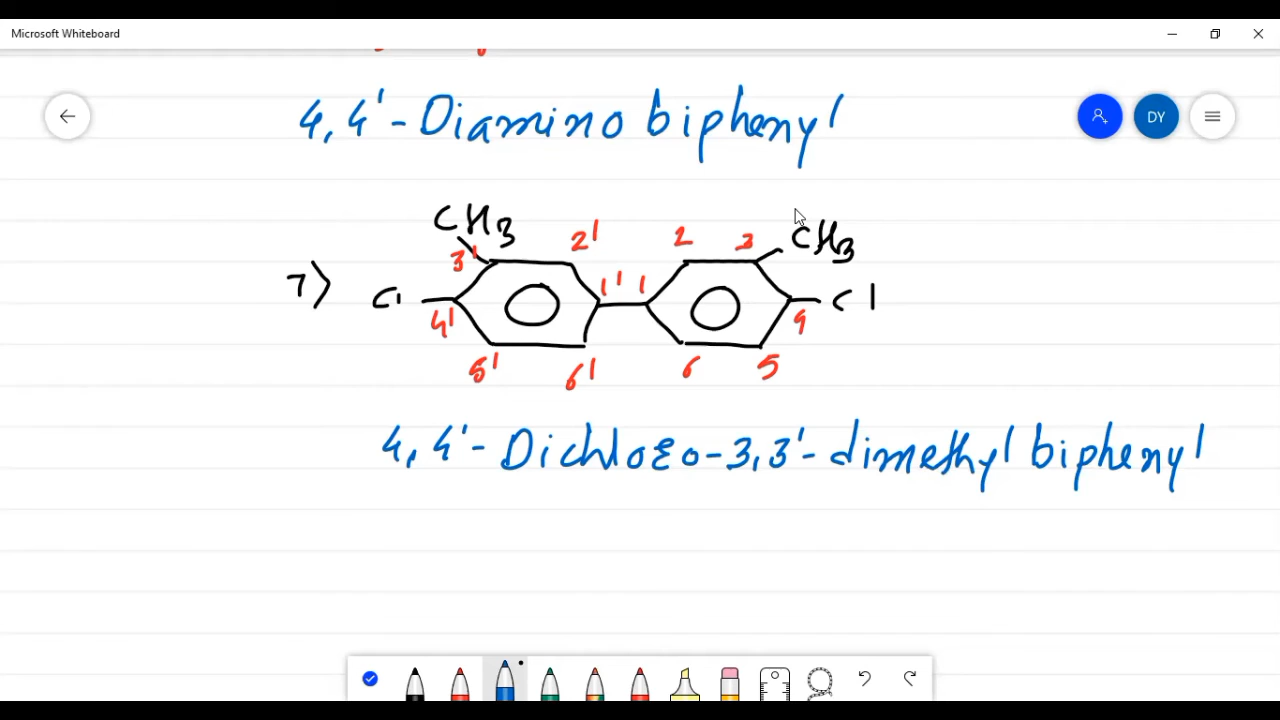 Microsoft Whiteboard
4,4'-Diamino biphenyl
DY
CH3 CH3
3' 2' 2 3
7) Cl 1' 1 Cl
4' 4
5' 6' 6 5
4,4'-Dichloro-3,3'-dimethyl biphenyl